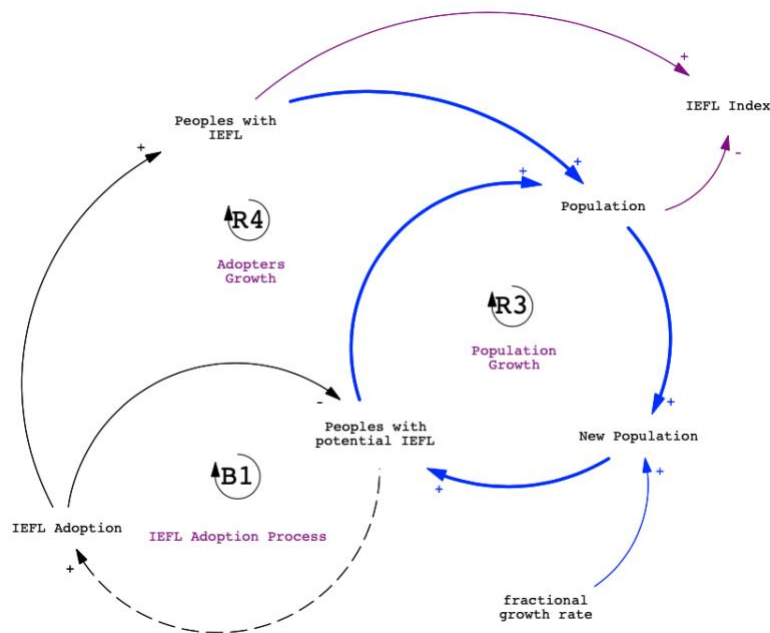 +
IEFL Index
Peoples with
IEFL
+
+
+
-
Population
R4
Adopters
Growth
R3
Population
Growth
+
-
Peoples with
potential IEFL
New Population
B1
+
+
IEFL Adoption
IEFL Adoption Process
+
fractional
growth rate